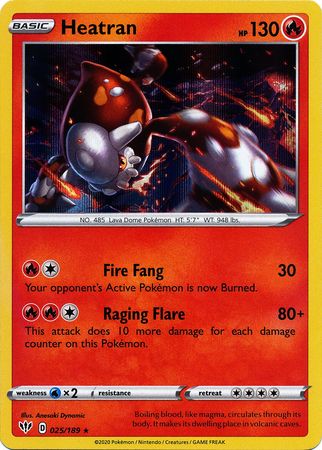 BASIC Heatran HP 130
NO. 485 Lava Dome Pokémon HT: 5'7" WT: 948 lbs.
Fire Fang 30
Your opponent's Active Pokémon is now Burned.
Raging Flare 80+
This attack does 10 more damage for each damage
counter on this Pokémon.
weakness ×2 resistance retreat
Illus. Anesaki Dynamic
D 025/189 ★
Boiling blood, like magma, circulates through its
body. It makes its dwelling place in volcanic caves.
©2020 Pokémon / Nintendo / Creatures / GAME FREAK